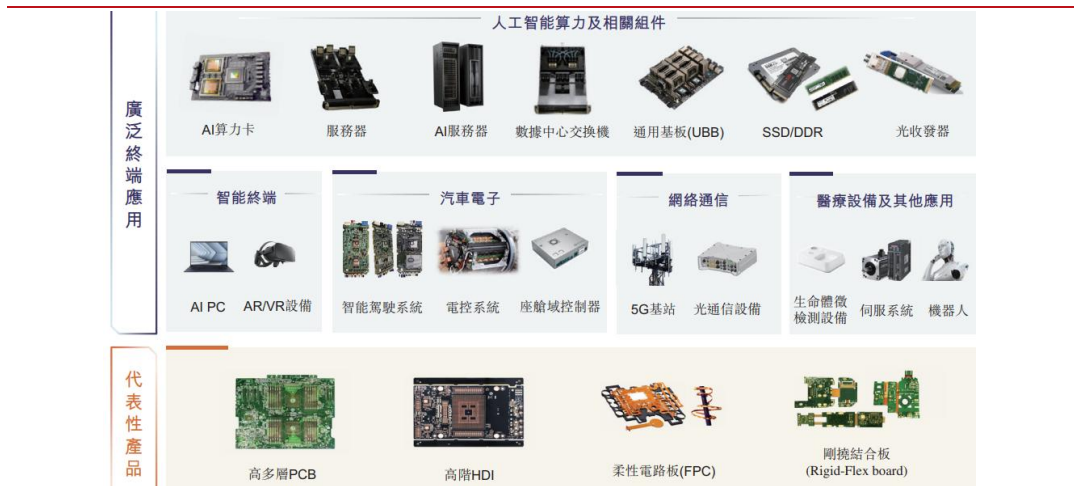 人工智能算力及相關組件
廣泛終端應用
AI算力卡
服務器
AI服務器
數據中心交換機
通用基板(UBB)
SSD/DDR
光收發器
智能終端
AI PC
AR/VR設備
汽車電子
智能駕駛系統
電控系統
座艙域控制器
網絡通信
5G基站
光通信設備
醫療設備及其他應用
生命體徵
檢測設備
伺服系統
機器人
代表性產品
高多層PCB
高階HDI
柔性電路板(FPC)
剛撓結合板
(Rigid-Flex board)